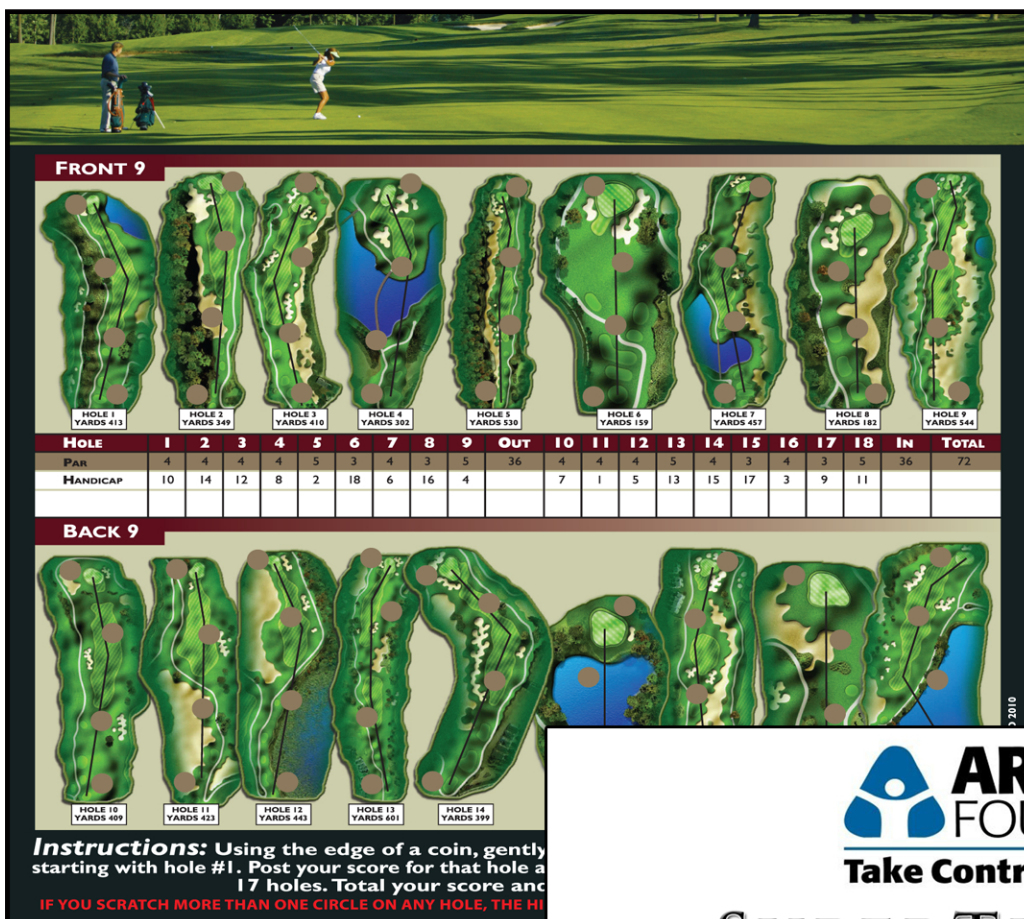 FRONT 9
HOLE 1
YARDS 413
HOLE 2
YARDS 349
HOLE 3
YARDS 410
HOLE 4
YARDS 302
HOLE 5
YARDS 530
HOLE 6
YARDS 159
HOLE 7
YARDS 457
HOLE 8
YARDS 182
HOLE 9
YARDS 544
HOLE 1 2 3 4 5 6 7 8 9 OUT 10 11 12 13 14 15 16 17 18 IN TOTAL
PAR 4 4 4 4 5 3 4 3 5 36 4 4 4 5 4 3 4 3 5 36 72
HANDICAP 10 14 12 8 2 18 6 16 4 7 1 5 13 15 17 3 9 11
BACK 9
HOLE 10
YARDS 409
HOLE 11
YARDS 423
HOLE 12
YARDS 443
HOLE 13
YARDS 601
HOLE 14
YARDS 399
2010
Instructions: Using the edge of a coin, gently
starting with hole #1. Post your score for that hole a
17 holes. Total your score and
IF YOU SCRATCH MORE THAN ONE CIRCLE ON ANY HOLE, THE HI
AR
FOU
Take Contr